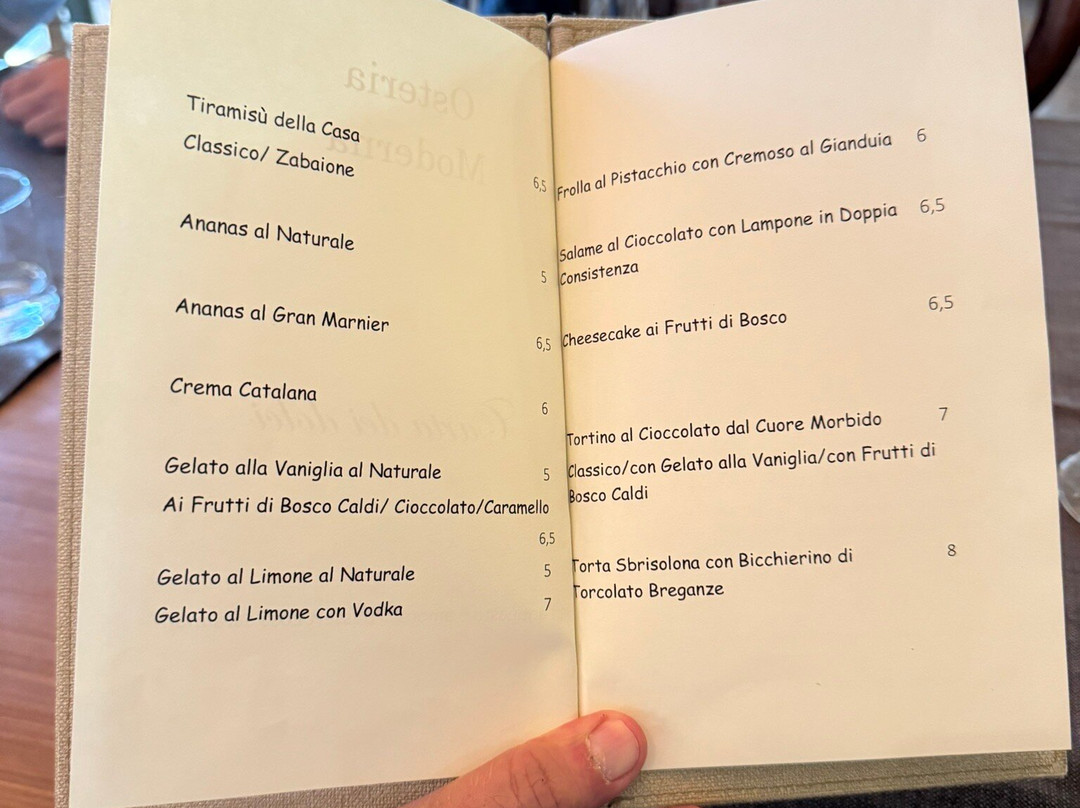 Osteria
Moderna
Carta dei dolci
Tiramisù della Casa
Classico/ Zabaione
6,5
Ananas al Naturale
5
Ananas al Gran Marnier
6,5
Crema Catalana
6
Gelato alla Vaniglia al Naturale 5
Ai Frutti di Bosco Caldi/ Cioccolato/Caramello
6,5
Gelato al Limone al Naturale 5
Gelato al Limone con Vodka 7
Frolla al Pistacchio con Cremoso al Gianduia 6
Salame al Cioccolato con Lampone in Doppia 6,5
Consistenza
Cheesecake ai Frutti di Bosco 6,5
Tortino al Cioccolato dal Cuore Morbido 7
Classico/con Gelato alla Vaniglia/con Frutti di
Bosco Caldi
Torta Sbrisolona con Bicchierino di 8
Torcolato Breganze